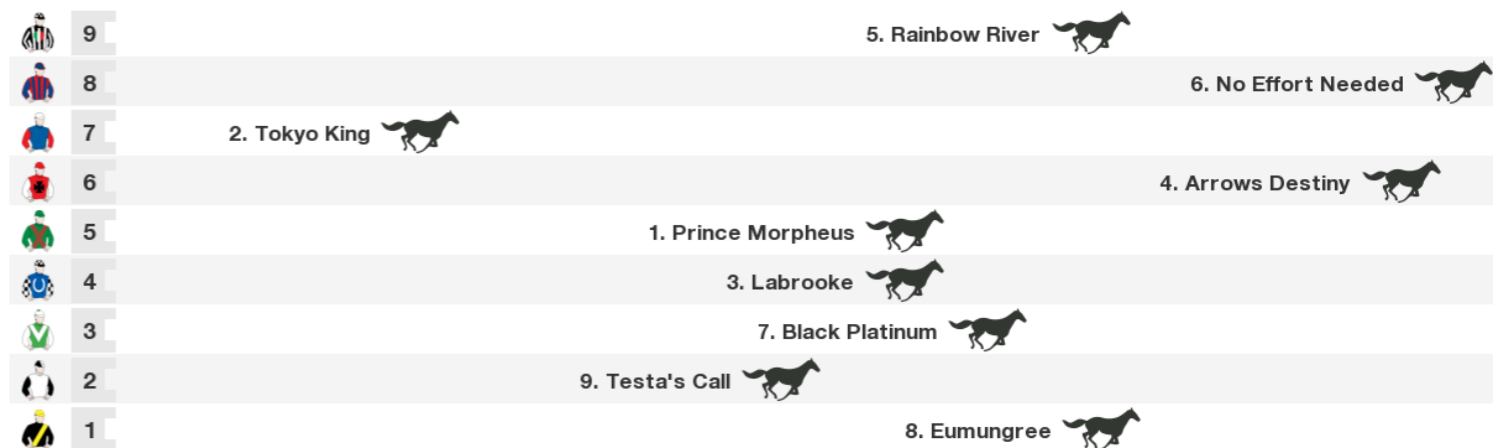 9 5. Rainbow River
8 6. No Effort Needed
7 2. Tokyo King
6 4. Arrows Destiny
5 1. Prince Morpheus
4 3. Labrooke
3 7. Black Platinum
2 9. Testa's Call
1 8. Eumungree